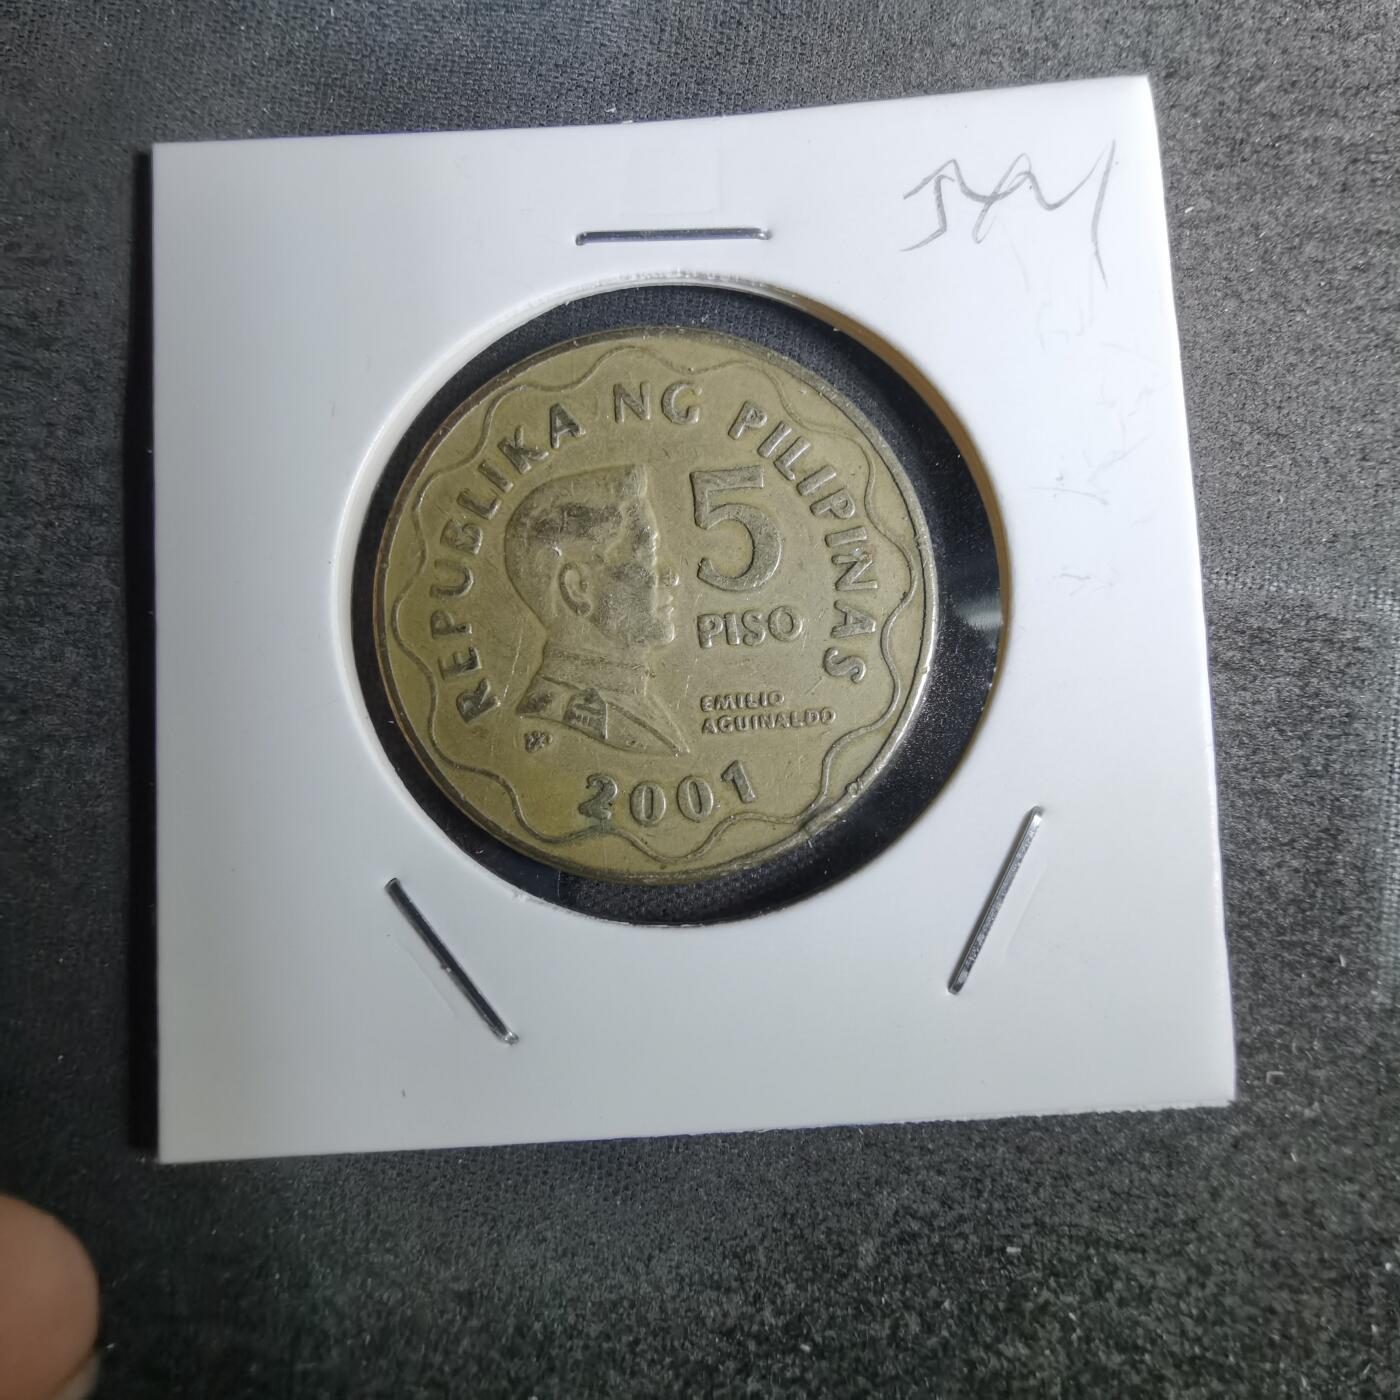 REPUBLIKA NG PILIPINAS
5
PISO
EMILIO
AGUINALDO
2001